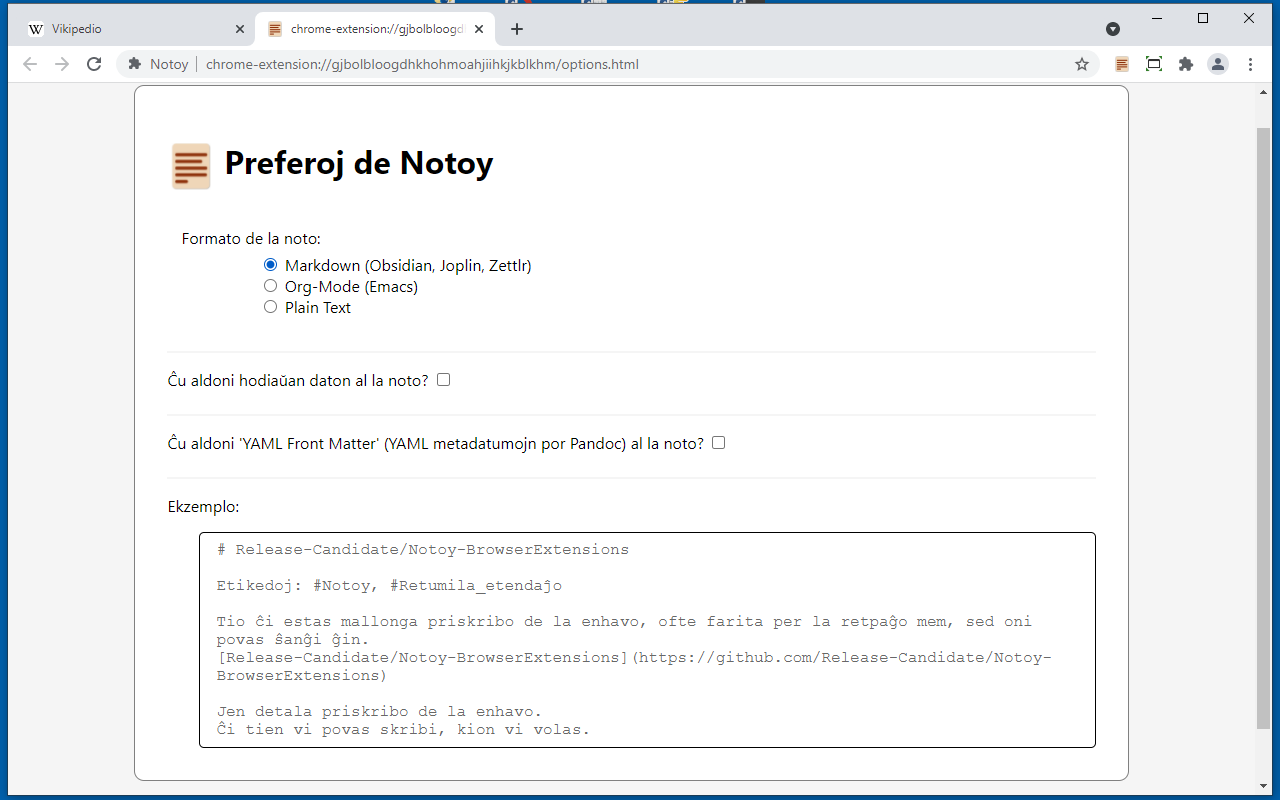 Vikipedio
chrome-extension://gjbolbloogd
Notoy
chrome-extension://gjbolbloogdhkhohmoahjiihkjkblkhm/options.html
Preferoj de Notoy
Formato de la noto:
Markdown (Obsidian, Joplin, Zettlr)
Org-Mode (Emacs)
Plain Text
Ĉu aldoni hodiaŭan daton al la noto?
Ĉu aldoni 'YAML Front Matter' (YAML metadatumojn por Pandoc) al la noto?
Ekzemplo:
# Release-Candidate/Notoy-BrowserExtensions
Etikedoj: #Notoy, #Retumila_etendaĵo
Tio ĉi estas mallonga priskribo de la enhavo, ofte farita per la retpaĝo mem, sed oni
povas ŝanĝi ĝin.
[Release-Candidate/Notoy-BrowserExtensions](https://github.com/Release-Candidate/Notoy-
BrowserExtensions)
Jen detala priskribo de la enhavo.
Ĉi tien vi povas skribi, kion vi volas.